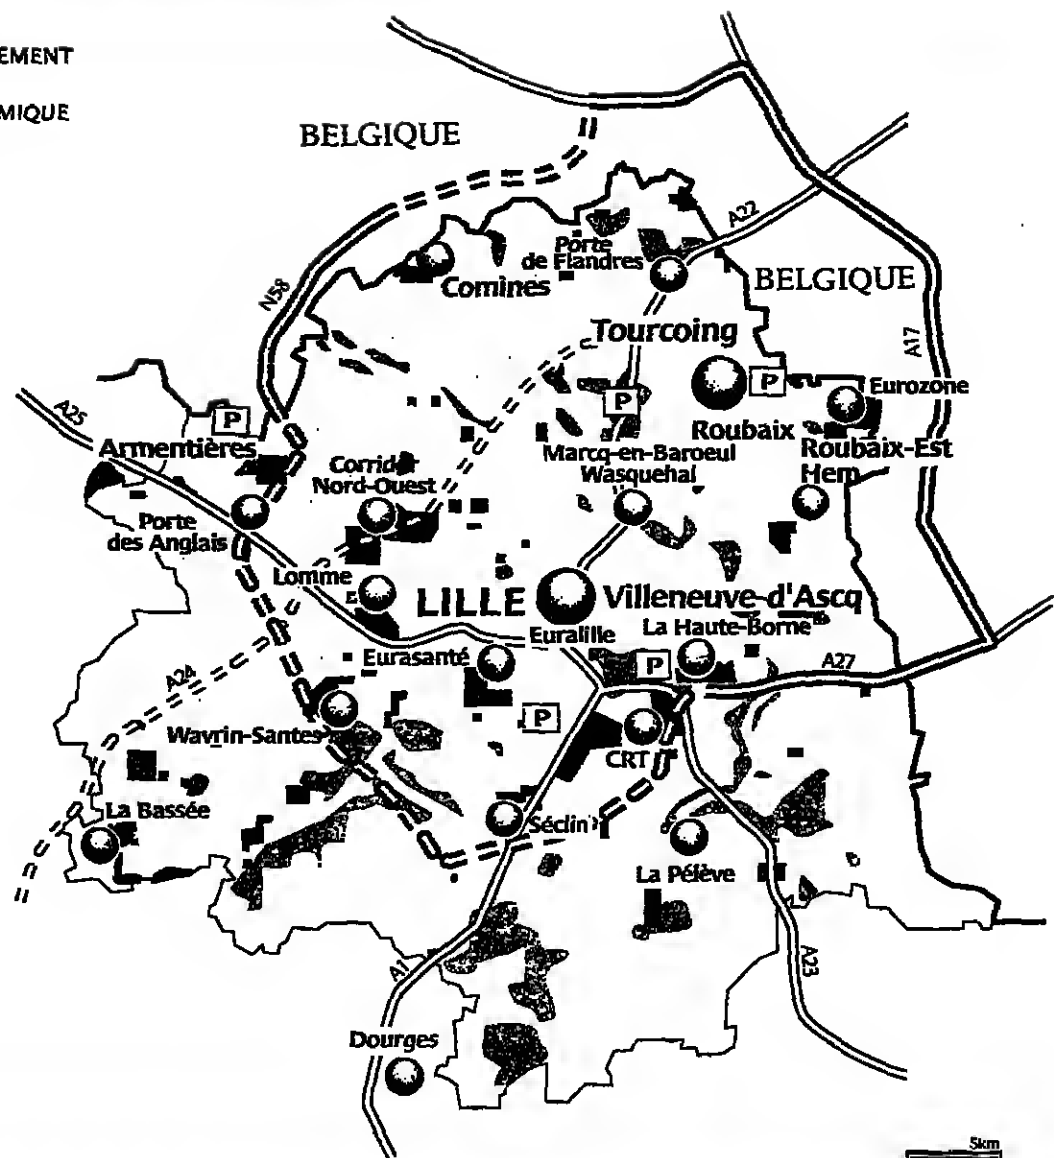 EMENT
MIQUE
BELGIQUE
A22
Porte
de Flandres
Comines
BELGIQUE
N58
Tourcoing
A17
P
Eurozone
A25
P
P
Armentières
Roubaix
Roubaix-Est
Hem
Marcq-en-Baroeul
Wasquehal
Corridor
Nord-Ouest
Porte
des Anglais
Lomme
LILLE
Villeneuve-d'Ascq
Euralille
La Haute-Borne
Eurasanté
P
A27
A24
P
Wavrin-Santes
CRT
La Bassée
Séclin
La Pélève
A1
A23
Dourges
5km